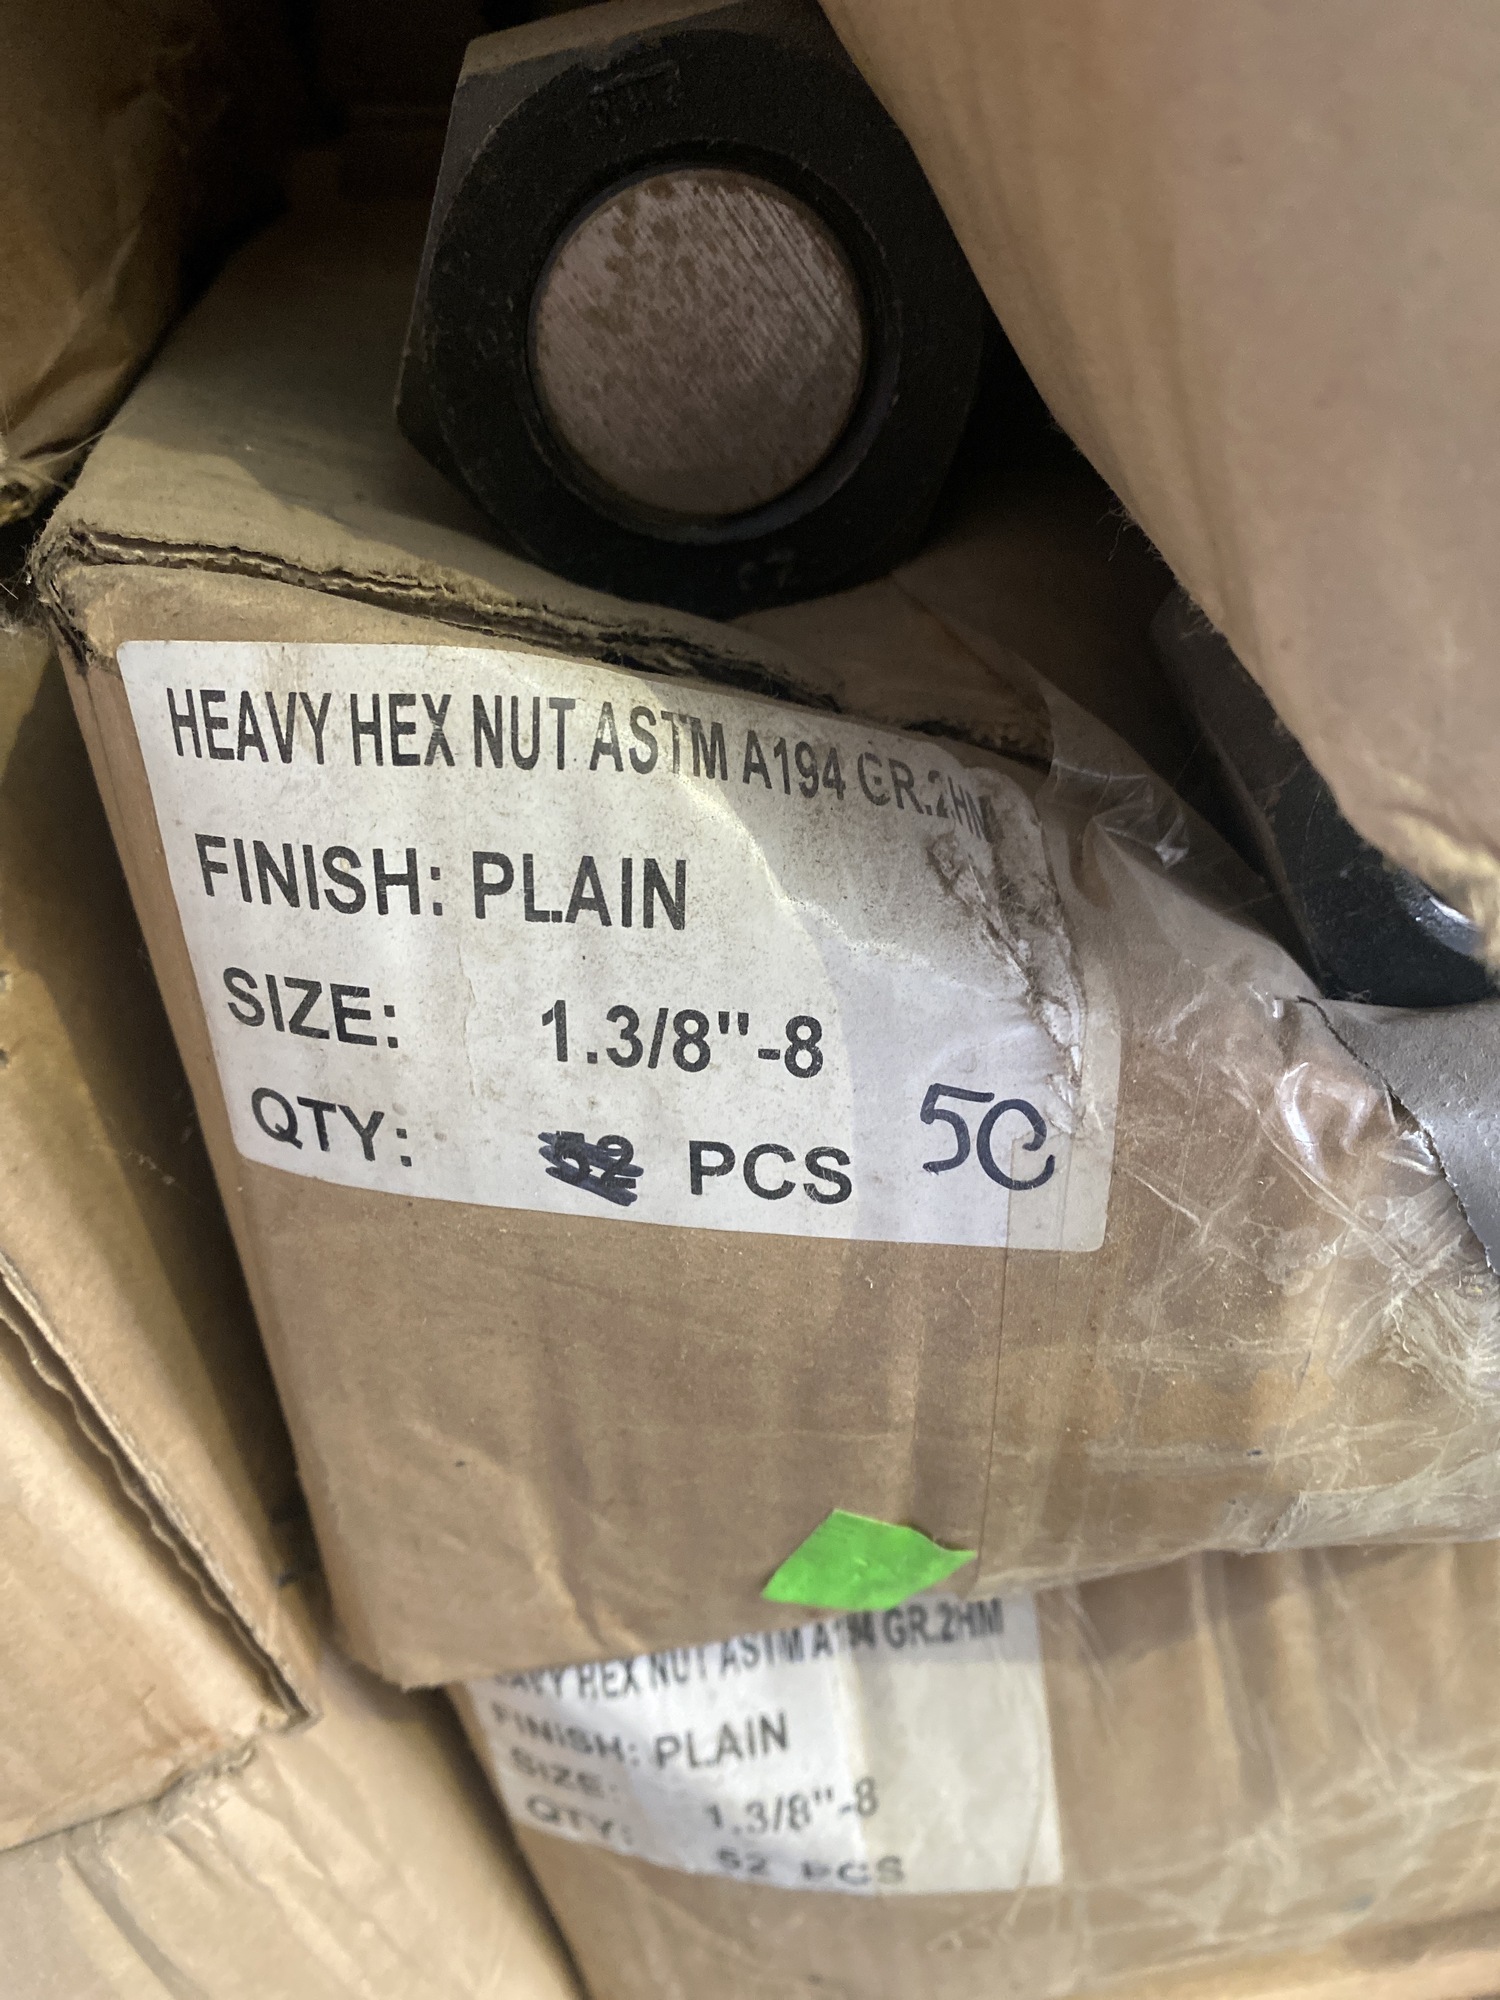 HEAVY HEX NUT ASTM A194 GR.2HM
FINISH: PLAIN
SIZE: 1.3/8"-8
QTY: 52 PCS 50
HEX NUT ASTM A194 GR.2HM
FINISH: PLAIN
SIZE: 1.3/8"-8
QTY: 52 PCS